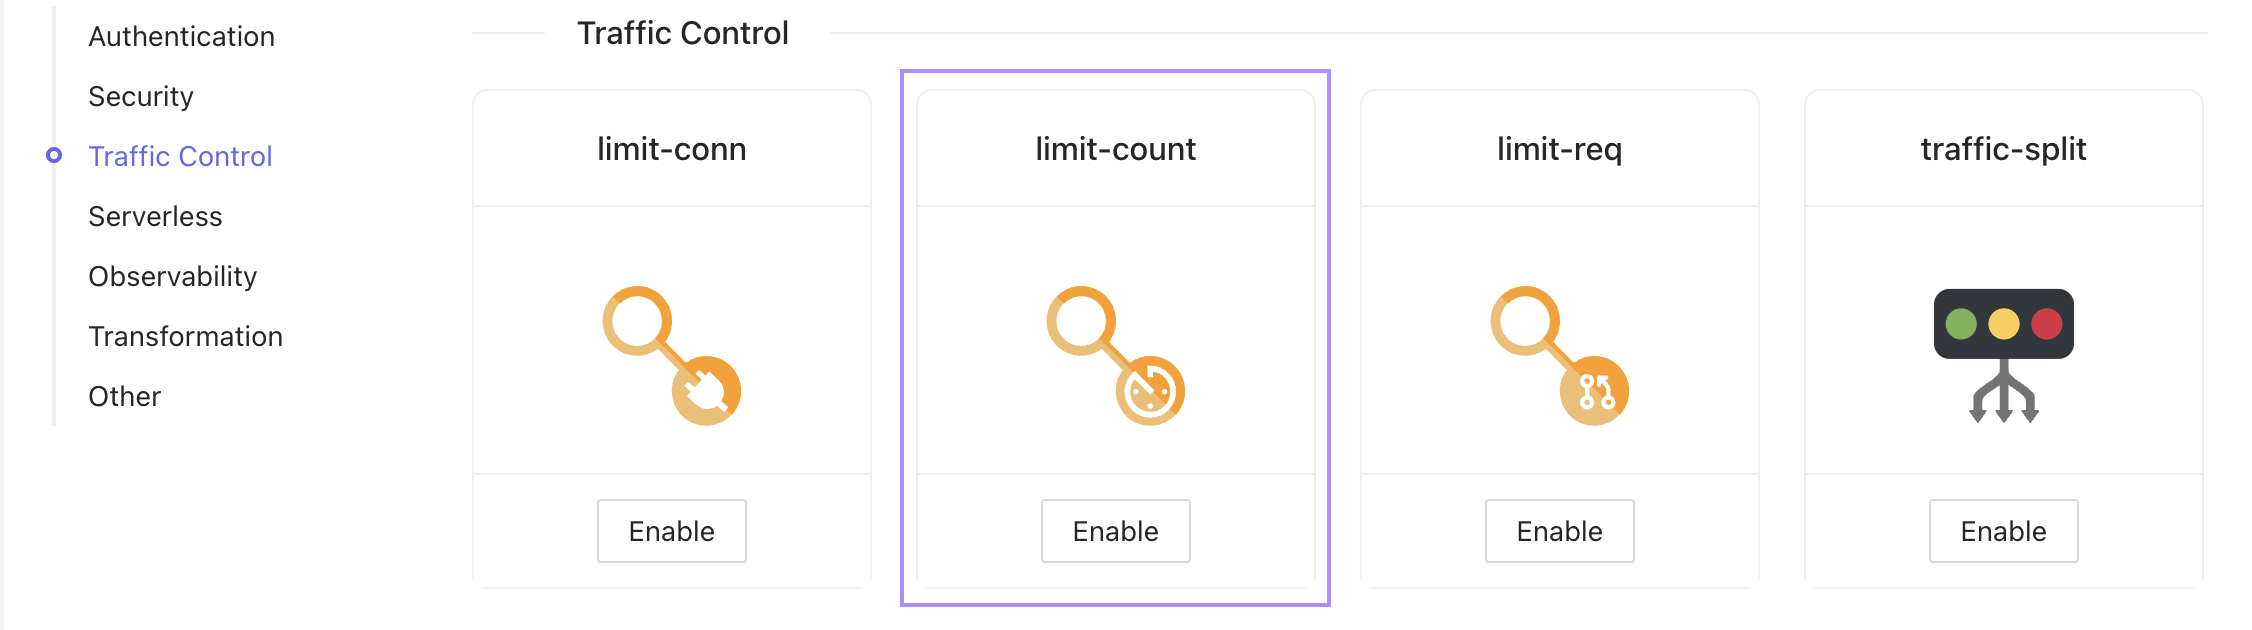 Authentication
Security
Traffic Control
Serverless
Observability
Transformation
Other
Traffic Control
limit-conn
Enable
limit-count
Enable
limit-req
Enable
traffic-split
Enable